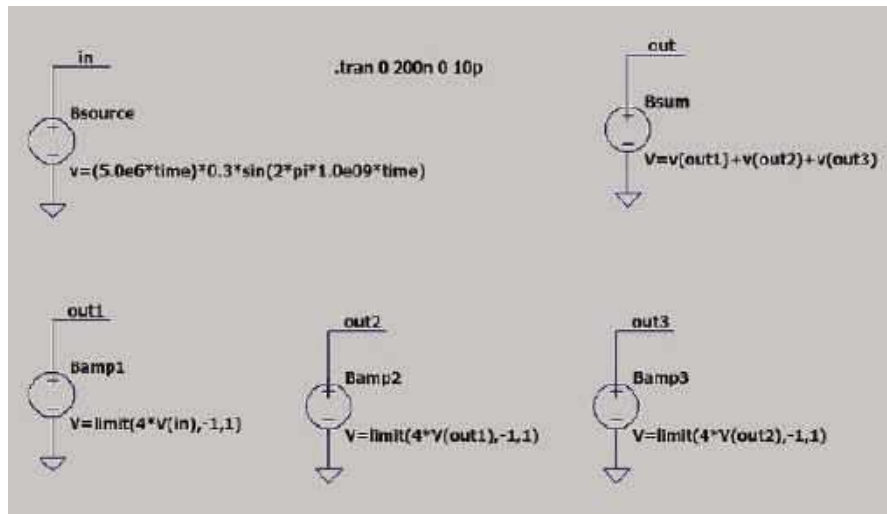 in
.tran 0 200n 0 10p
out
Bsource
Bsum
v=(5.0e6*time)*0.3*sin(2*pi*1.0e09*time)
V=v(out1)+v(out2)+v(out3)
out1
out2
out3
Bamp1
Bamp2
Bamp3
V=limit(4*V(in),-1,1)
V=limit(4*V(out1),-1,1)
V=limit(4*V(out2),-1,1)